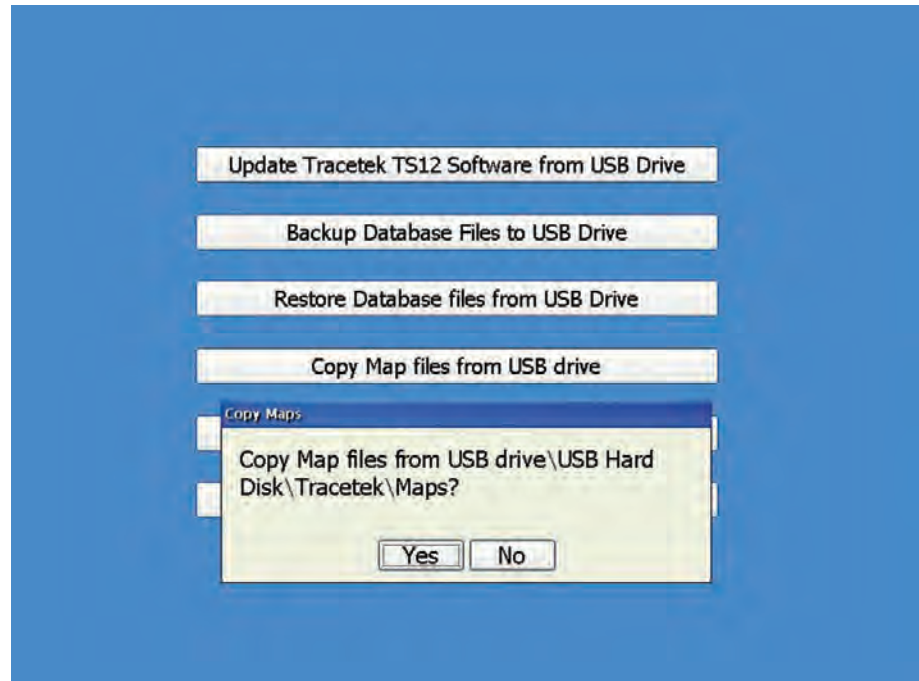 Update Tracetek TS12 Software from USB Drive
Backup Database Files to USB Drive
Restore Database files from USB Drive
Copy Map files from USB drive
Copy Maps
Copy Map files from USB drive\USB Hard
Disk\Tracetek\Maps?
Yes No